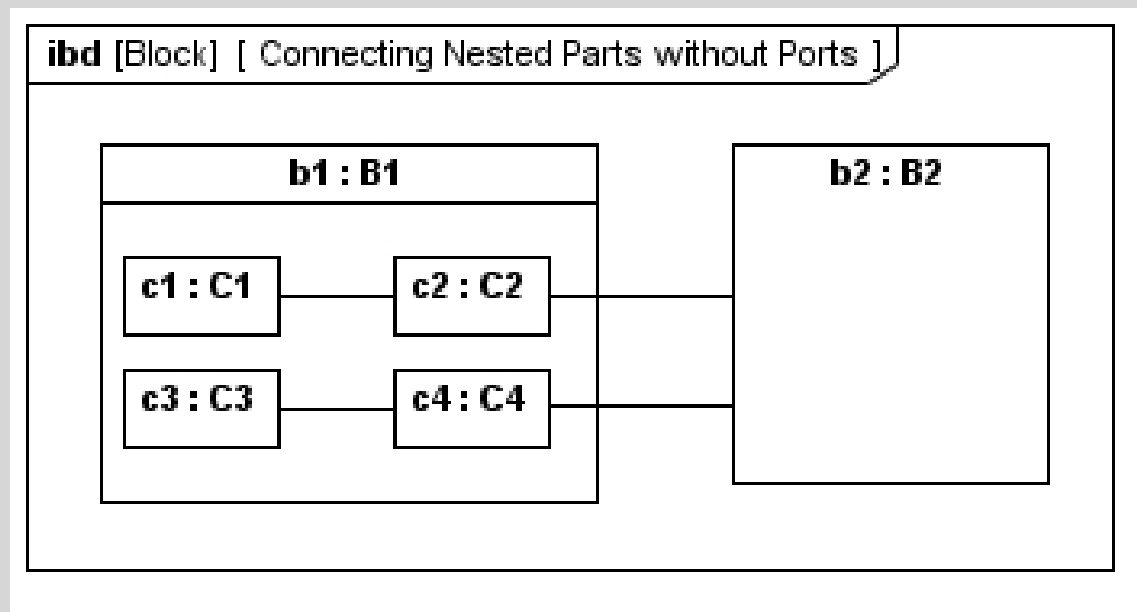 ibd [Block] [ Connecting Nested Parts without Ports ]
b1 : B1
b2 : B2
c1 : C1
c2 : C2
c3 : C3
c4 : C4